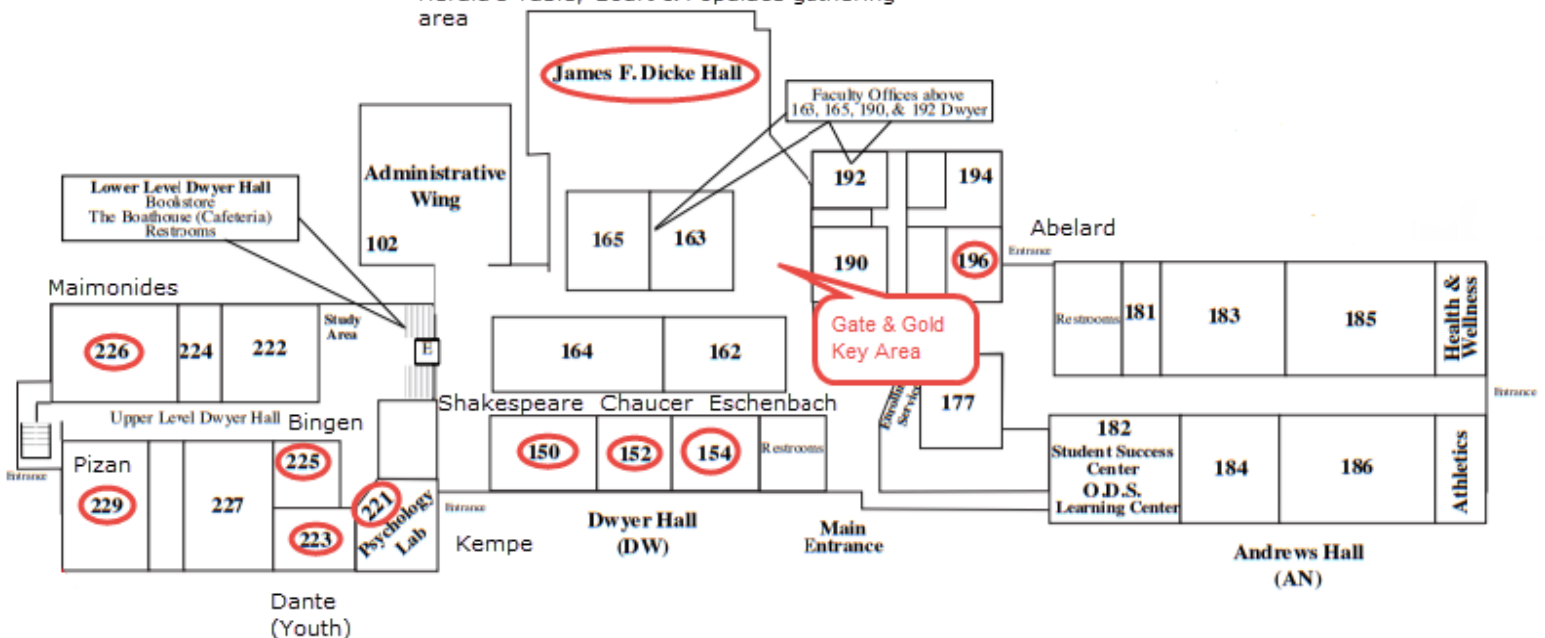 area
James F. Dicke Hall
Faculty Offices above
163, 165, 190, & 192 Dwyer
Administrative
Wing
102
Lower Level Dwyer Hall
Bookstore
The Boathouse (Cafeteria)
Restrooms
165
163
192
194
190
196
Abelard
Entrance
Gate & Gold
Key Area
Maimonides
226
224
222
Study
Area
E
164
162
Restrooms
181
183
185
Health &
Wellness
Entrance
Upper Level Dwyer Hall
Bingen
Shakespeare Chaucer Eschenbach
177
Pizan
229
227
225
223
221
Psychology
Lab
Entrance
Entrance
Kempe
150
152
154
Restrooms
182
Student Success
Center
O.D.S.
Learning Center
184
186
Athletics
Dwyer Hall
(DW)
Main
Entrance
Andrews Hall
(AN)
Dante
(Youth)